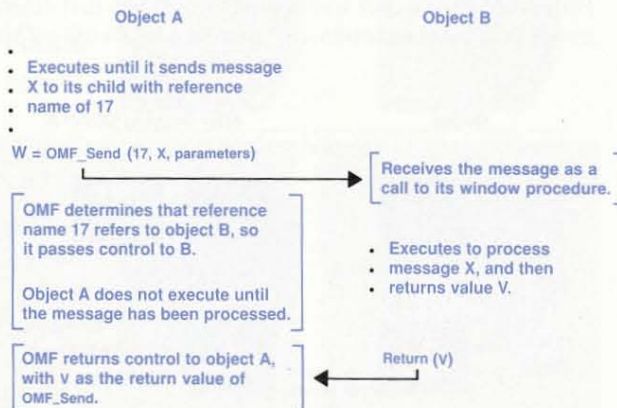 Object A
Executes until it sends message
X to its child with reference
name of 17
W = OMF_Send (17, X, parameters)
OMF determines that reference
name 17 refers to object B, so
it passes control to B.
Object A does not execute until
the message has been processed.
OMF returns control to object A,
with V as the return value of
OMF_Send.
Object B
Receives the message as a
call to its window procedure.
Executes to process
message X, and then
returns value V.
Return (V)